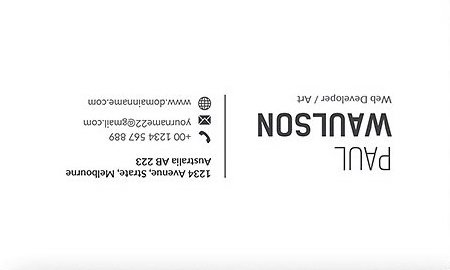 PAUL
WAULSON
Web Developer / Art
1234 Avenue, Strate, Melbourne
Australia AB 223
+00 1234 567 889
yourname22@gmail.com
www.domainname.com